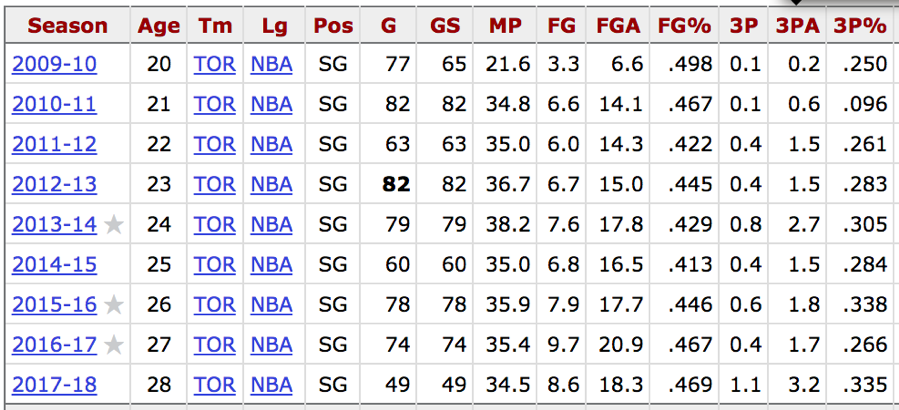 Season Age Tm Lg Pos G GS MP FG FGA FG% 3P 3PA 3P%
2009-10 20 TOR NBA SG 77 65 21.6 3.3 6.6 .498 0.1 0.2 .250
2010-11 21 TOR NBA SG 82 82 34.8 6.6 14.1 .467 0.1 0.6 .096
2011-12 22 TOR NBA SG 63 63 35.0 6.0 14.3 .422 0.4 1.5 .261
2012-13 23 TOR NBA SG 82 82 36.7 6.7 15.0 .445 0.4 1.5 .283
2013-14 ★ 24 TOR NBA SG 79 79 38.2 7.6 17.8 .429 0.8 2.7 .305
2014-15 25 TOR NBA SG 60 60 35.0 6.8 16.5 .413 0.4 1.5 .284
2015-16 ★ 26 TOR NBA SG 78 78 35.9 7.9 17.7 .446 0.6 1.8 .338
2016-17 ★ 27 TOR NBA SG 74 74 35.4 9.7 20.9 .467 0.4 1.7 .266
2017-18 28 TOR NBA SG 49 49 34.5 8.6 18.3 .469 1.1 3.2 .335